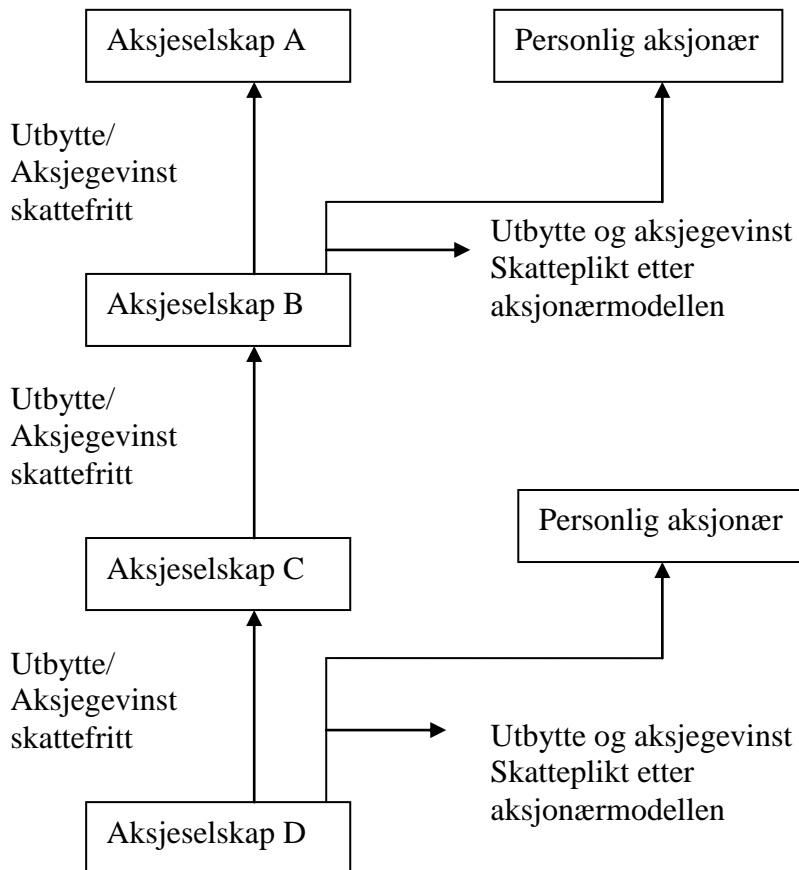 Aksjeselskap A
Personlig aksjonær
Utbytte/
Aksjegevinst
skattefritt
Utbytte og aksjegevinst
Skatteplikt etter
aksjonærmodellen
Aksjeselskap B
Utbytte/
Aksjegevinst
skattefritt
Personlig aksjonær
Aksjeselskap C
Utbytte/
Aksjegevinst
skattefritt
Utbytte og aksjegevinst
Skatteplikt etter
aksjonærmodellen
Aksjeselskap D